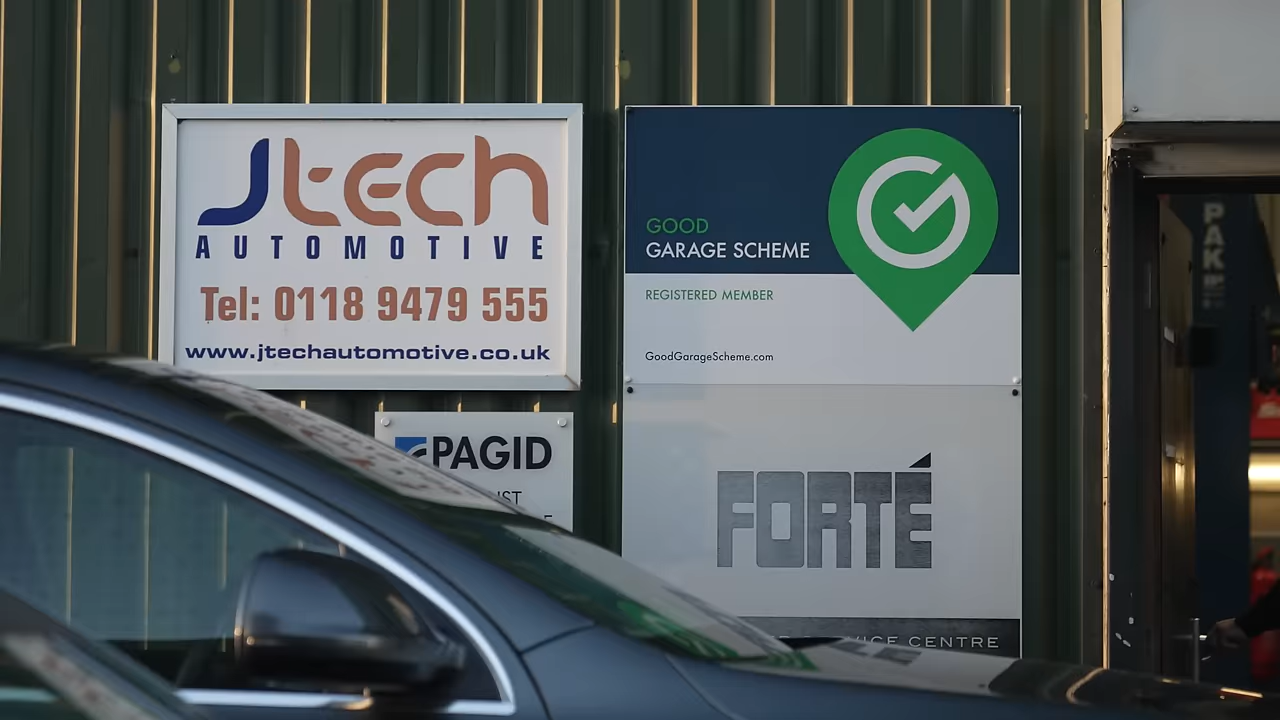 Jtech
AUTOMOTIVE
Tel: 0118 9479 555
www.jtechautomotive.co.uk
GOOD
GARAGE SCHEME
REGISTERED MEMBER
GoodGarageScheme.com
PAGID
FORTÉ
CENTRE